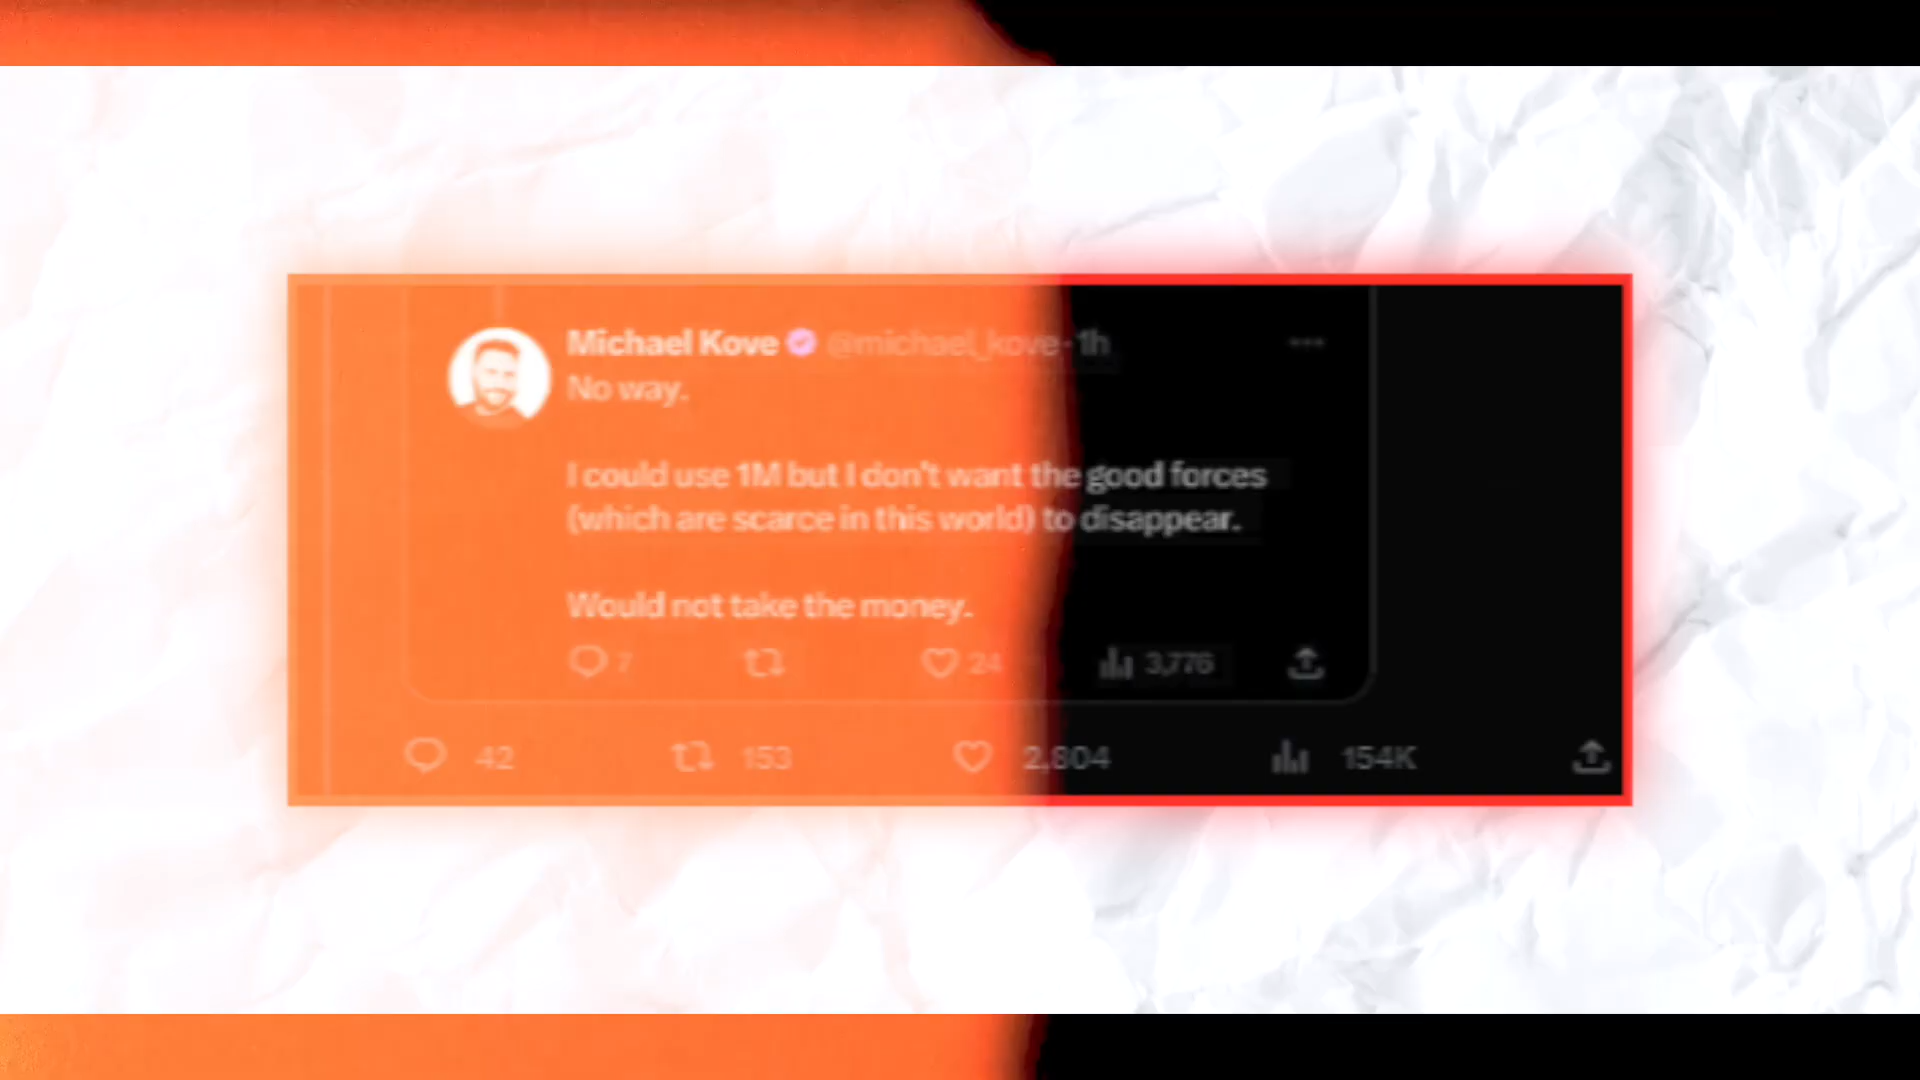 Michael Kove @michael_kove · 1h
No way.
I could use 1M but I don't want the good forces
(which are scarce in this world) to disappear.
Would not take the money.
7 24 3,776
42 153 2,804 154K